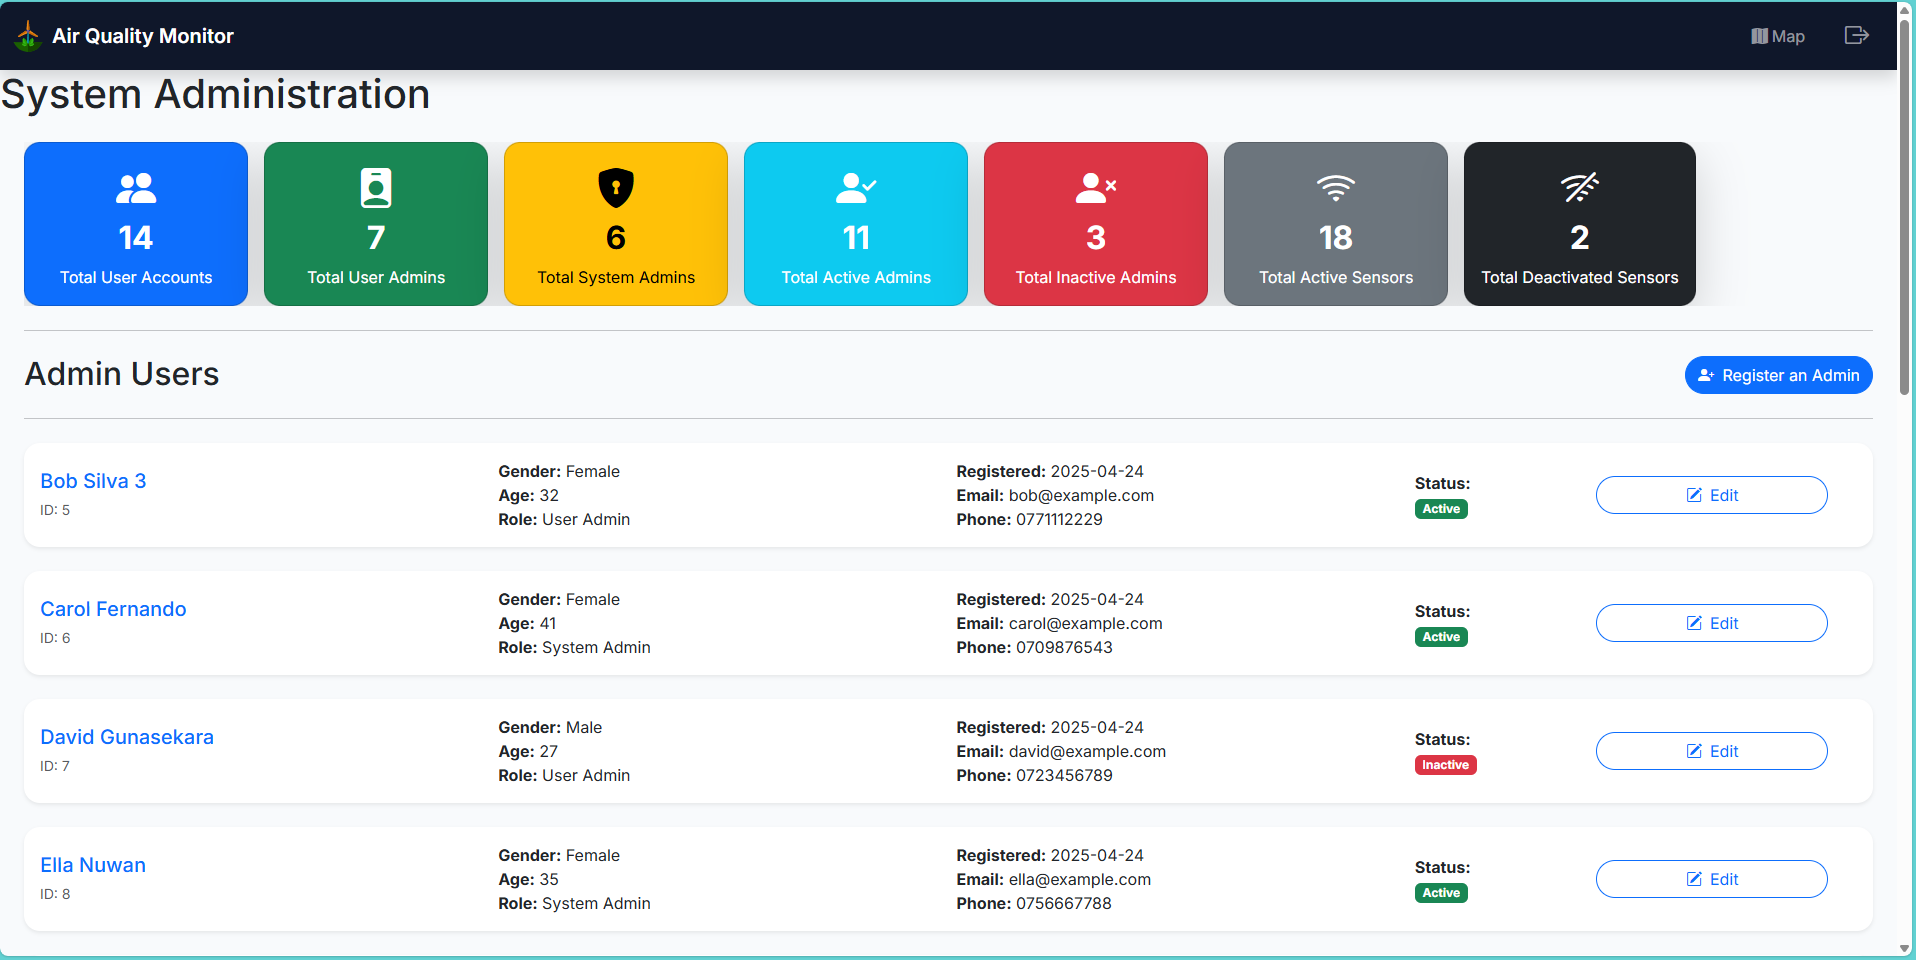 Air Quality Monitor
Map
System Administration
14
Total User Accounts
7
Total User Admins
6
Total System Admins
11
Total Active Admins
3
Total Inactive Admins
18
Total Active Sensors
2
Total Deactivated Sensors
Admin Users
Register an Admin
Bob Silva 3
ID: 5
Gender: Female
Age: 32
Role: User Admin
Registered: 2025-04-24
Email: bob@example.com
Phone: 0771112229
Status:
Active
Edit
Carol Fernando
ID: 6
Gender: Female
Age: 41
Role: System Admin
Registered: 2025-04-24
Email: carol@example.com
Phone: 0709876543
Status:
Active
Edit
David Gunasekara
ID: 7
Gender: Male
Age: 27
Role: User Admin
Registered: 2025-04-24
Email: david@example.com
Phone: 0723456789
Status:
Inactive
Edit
Ella Nuwan
ID: 8
Gender: Female
Age: 35
Role: System Admin
Registered: 2025-04-24
Email: ella@example.com
Phone: 0756667788
Status:
Active
Edit